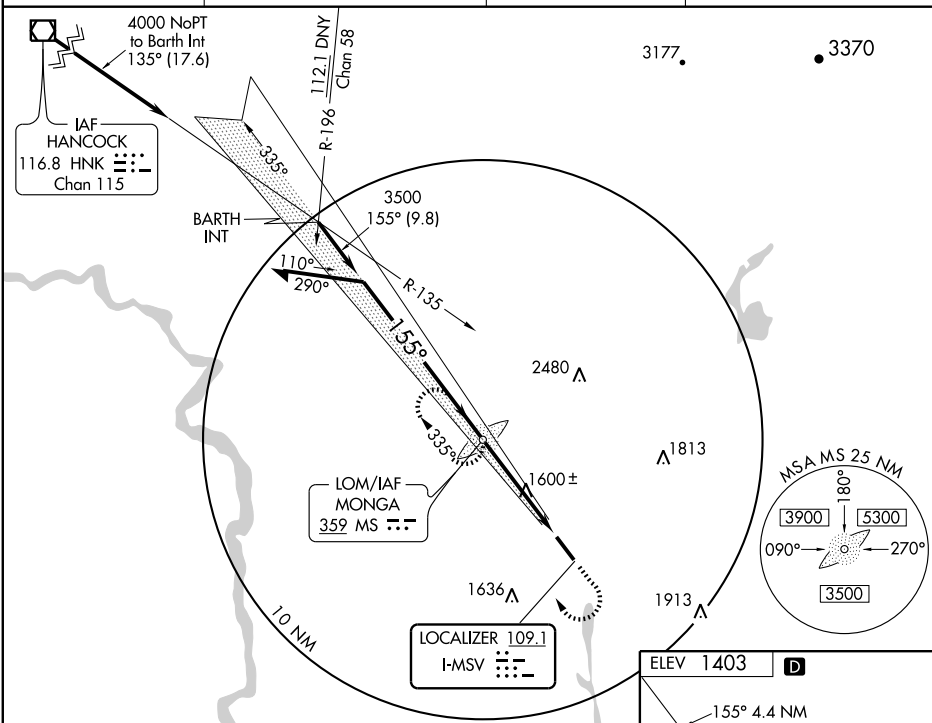 4000 NoPT
to Barth Int
135° (17.6)
112.1 DNY
Chan 58
R-196
3177
3370
IAF
HANCOCK
116.8 HNK
Chan 115
335°
BARTH
INT
3500
155° (9.8)
110°
290°
R-135
155°
2480
335°
1813
LOM/IAF
MONGA
359 MS
1600 ±
MSA MS 25 NM
180°
3900
5300
090°
270°
3500
1636
1913
10 NM
LOCALIZER 109.1
I-MSV
ELEV 1403
D
155° 4.4 NM